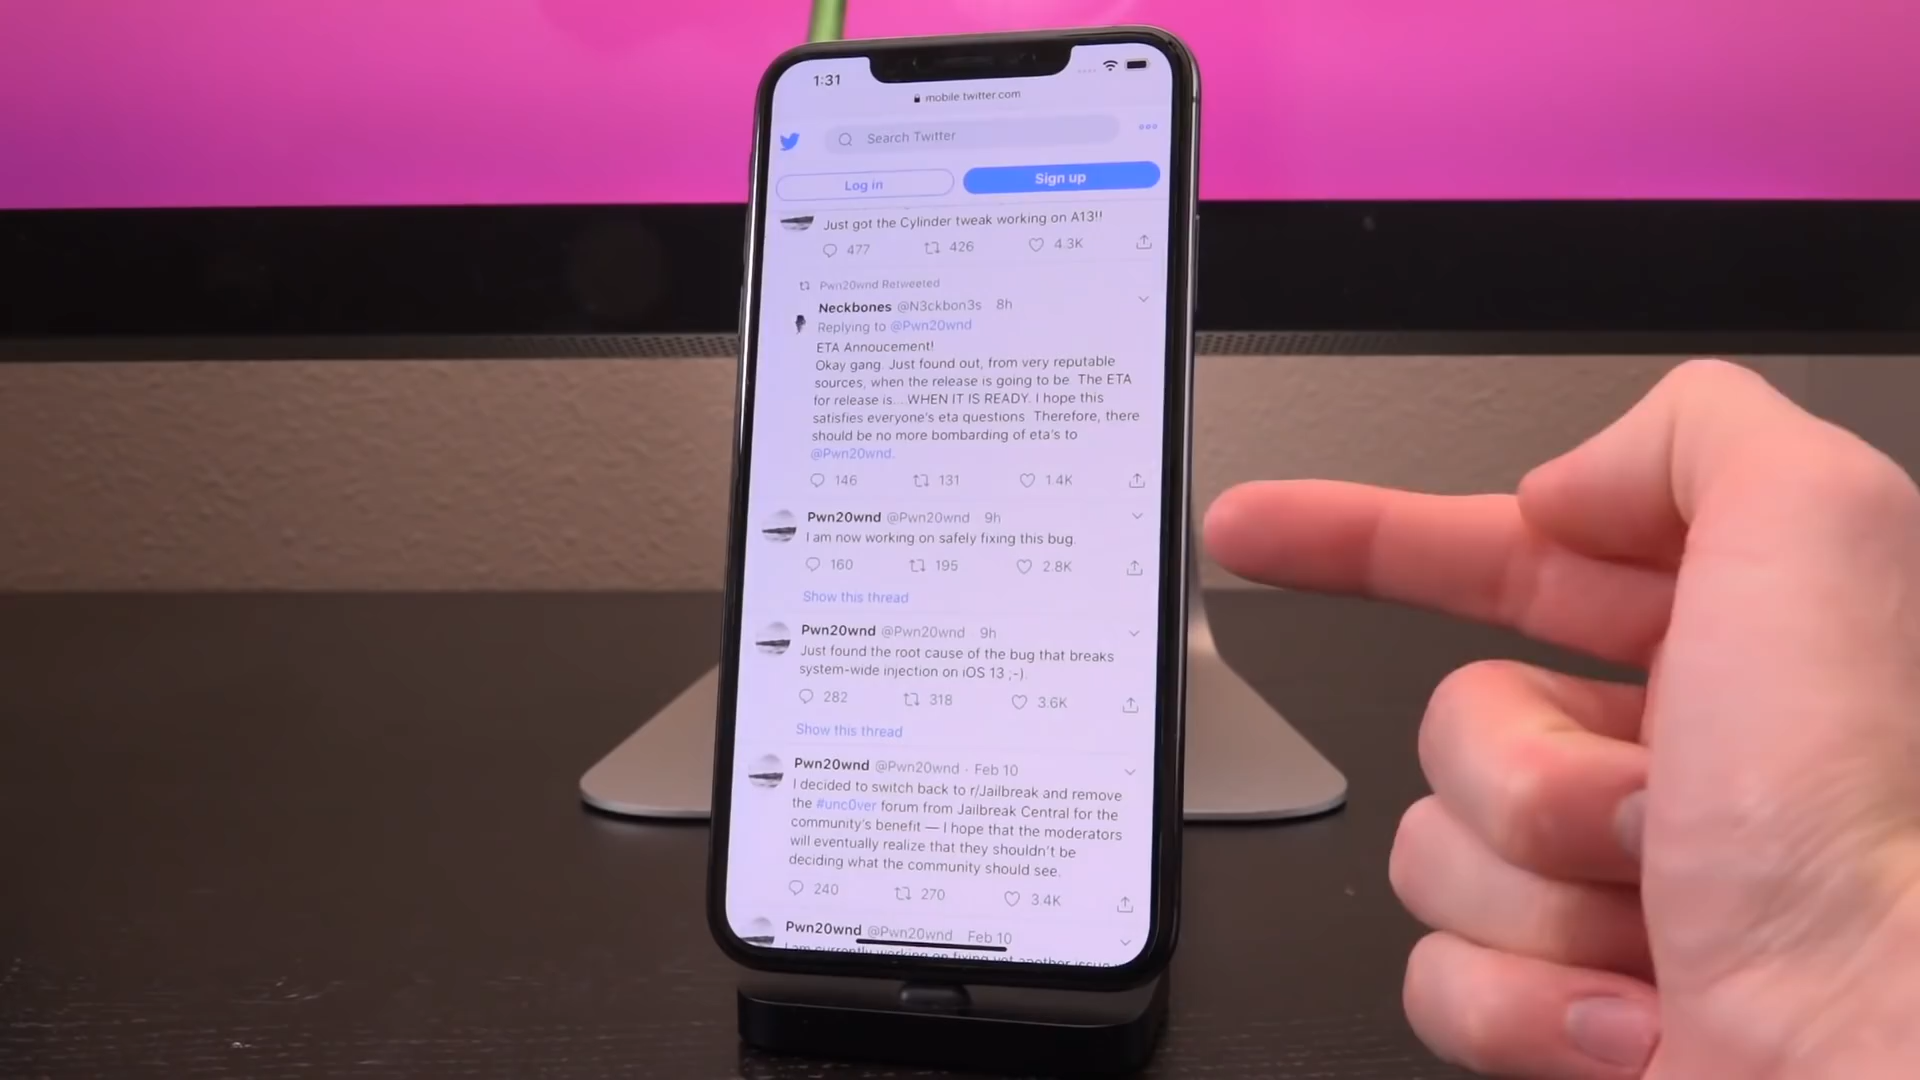 1:31
mobile.twitter.com
Search Twitter
Log in
Sign up
Just got the Cylinder tweak working on A13!!
477 426 4.3K
Pwn20wnd Retweeted
Neckbones @N3ckbon3s 8h
Replying to @Pwn20wnd
ETA Annoucement!
Okay gang. Just found out, from very reputable
sources, when the release is going to be. The ETA
for release is....WHEN IT IS READY. I hope this
satisfies everyone's eta questions. Therefore, there
should be no more bombarding of eta's to
@Pwn20wnd.
146 131 1.4K
Pwn20wnd @Pwn20wnd 9h
I am now working on safely fixing this bug.
160 195 2.8K
Show this thread
Pwn20wnd @Pwn20wnd · 9h
Just found the root cause of the bug that breaks
system-wide injection on iOS 13 ;-).
282 318 3.6K
Show this thread
Pwn20wnd @Pwn20wnd · Feb 10
I decided to switch back to r/Jailbreak and remove
the #unc0ver forum from Jailbreak Central for the
community's benefit — I hope that the moderators
will eventually realize that they shouldn't be
deciding what the community should see.
240 270 3.4K
Pwn20wnd @Pwn20wnd Feb 10
I am currently working on fixing yet another issue